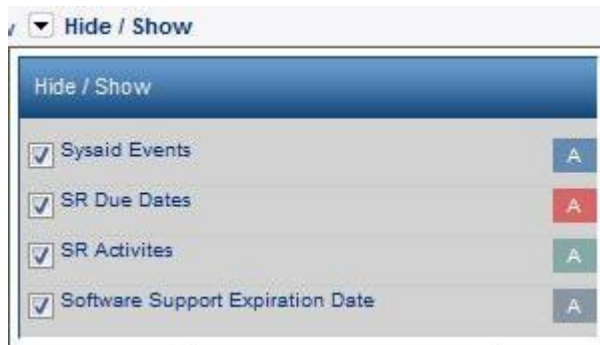 Hide / Show
Hide / Show
Sysaid Events A
SR Due Dates A
SR Activites A
Software Support Expiration Date A